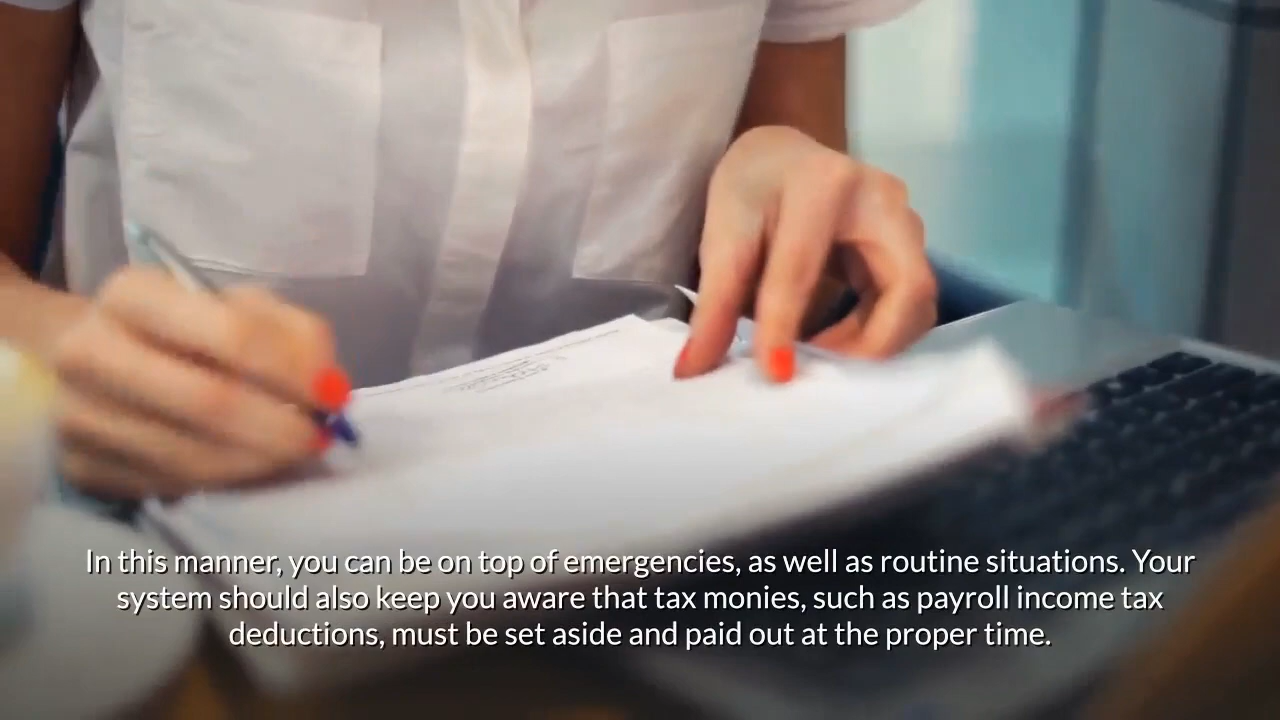 In this manner, you can be on top of emergencies, as well as routine situations. Your
system should also keep you aware that tax monies, such as payroll income tax
deductions, must be set aside and paid out at the proper time.